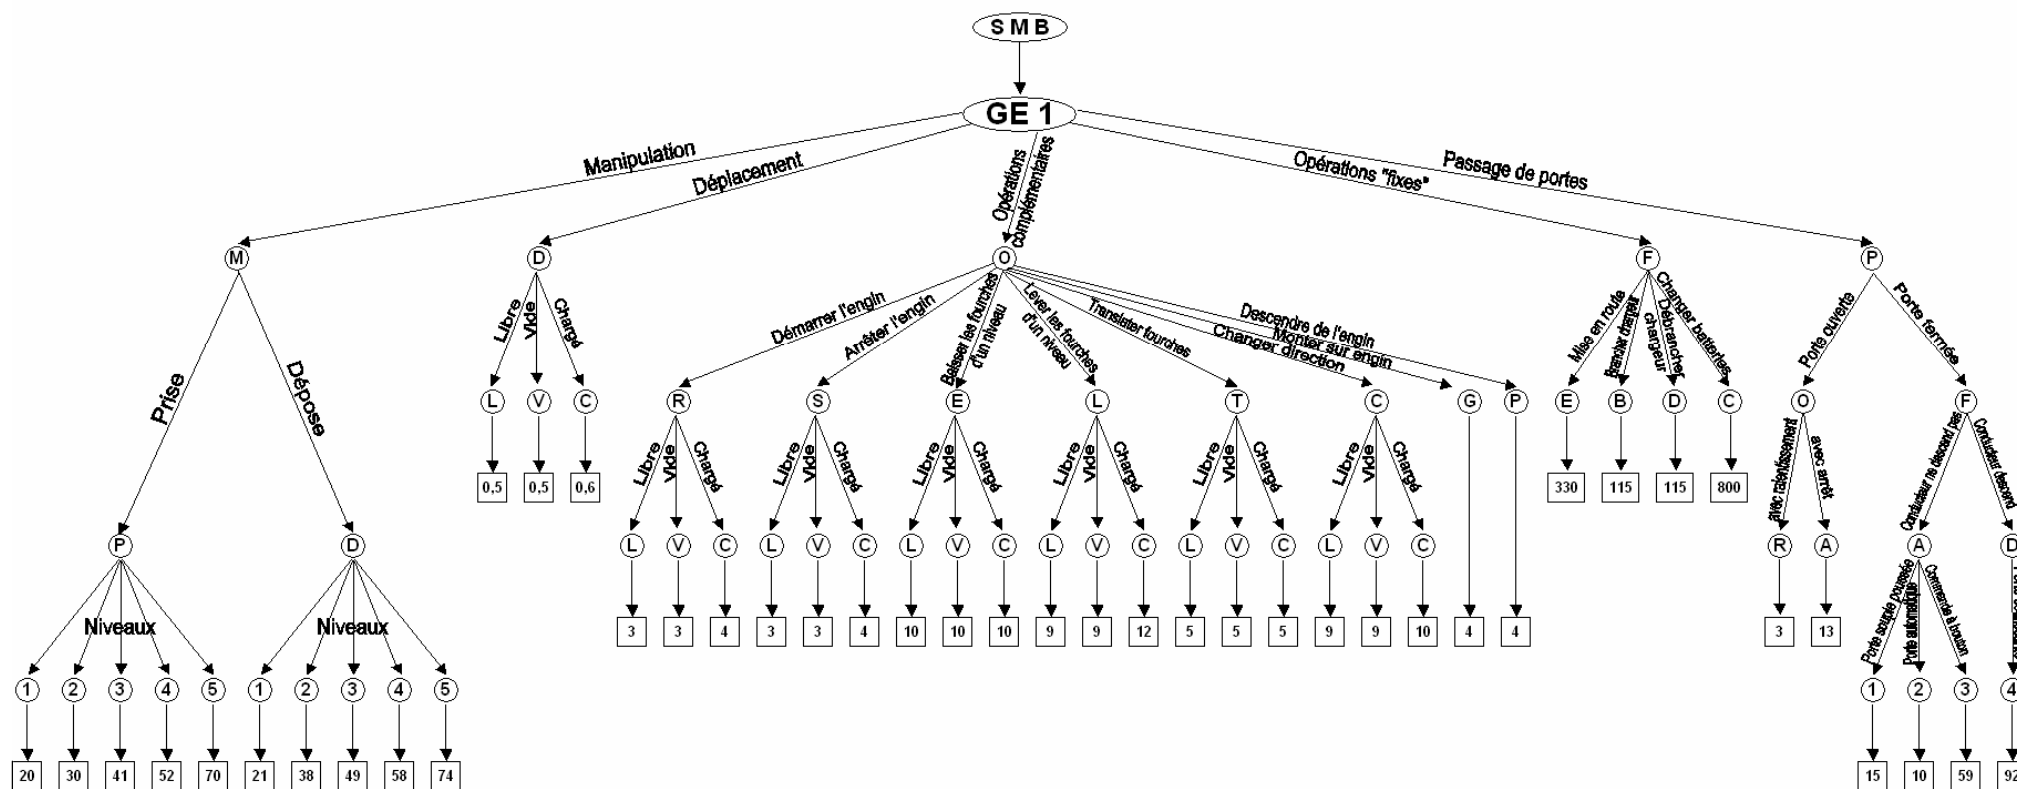 S M B
GE 1
Manipulation
Déplacement
Opérations
complémentaires
Opérations "fixes"
Passage de portes
M
D
O
F
P
Prise
Dépose
Libre
Vide
Chargé
Démarrer l'engin
Arrêter l'engin
Baisser les fourches
d'un niveau
Lever les fourches
d'un niveau
Translater fourches
Changer direction
Monter sur engin
Descendre de l'engin
Mise en route
Brancher chargeur
Débrancher
chargeur
Changer batteries
Porte ouverte
Porte fermée
L V C
R S E L T C G P
E B D C
O F
0,5 0,5 0,6
330 115 115 800
Libre Vide Chargé
Libre Vide Chargé
Libre Vide Chargé
Libre Vide Chargé
Libre Vide Chargé
Libre Vide Chargé
avec ralentissement
avec arrêt
Conducteur ne descend pas
Conducteur descend
P D
L V C L V C L V C L V C L V C L V C
R A A D
Niveaux Niveaux
3 3 4 3 3 4 10 10 10 9 9 12 5 5 5 9 9 10 4 4
3 13
Porte souple poussée
Porte automatique
Commande à bouton
1 2 3 4 5 1 2 3 4 5
1 2 3 4
20 30 41 52 70 21 38 49 58 74
15 10 59 92